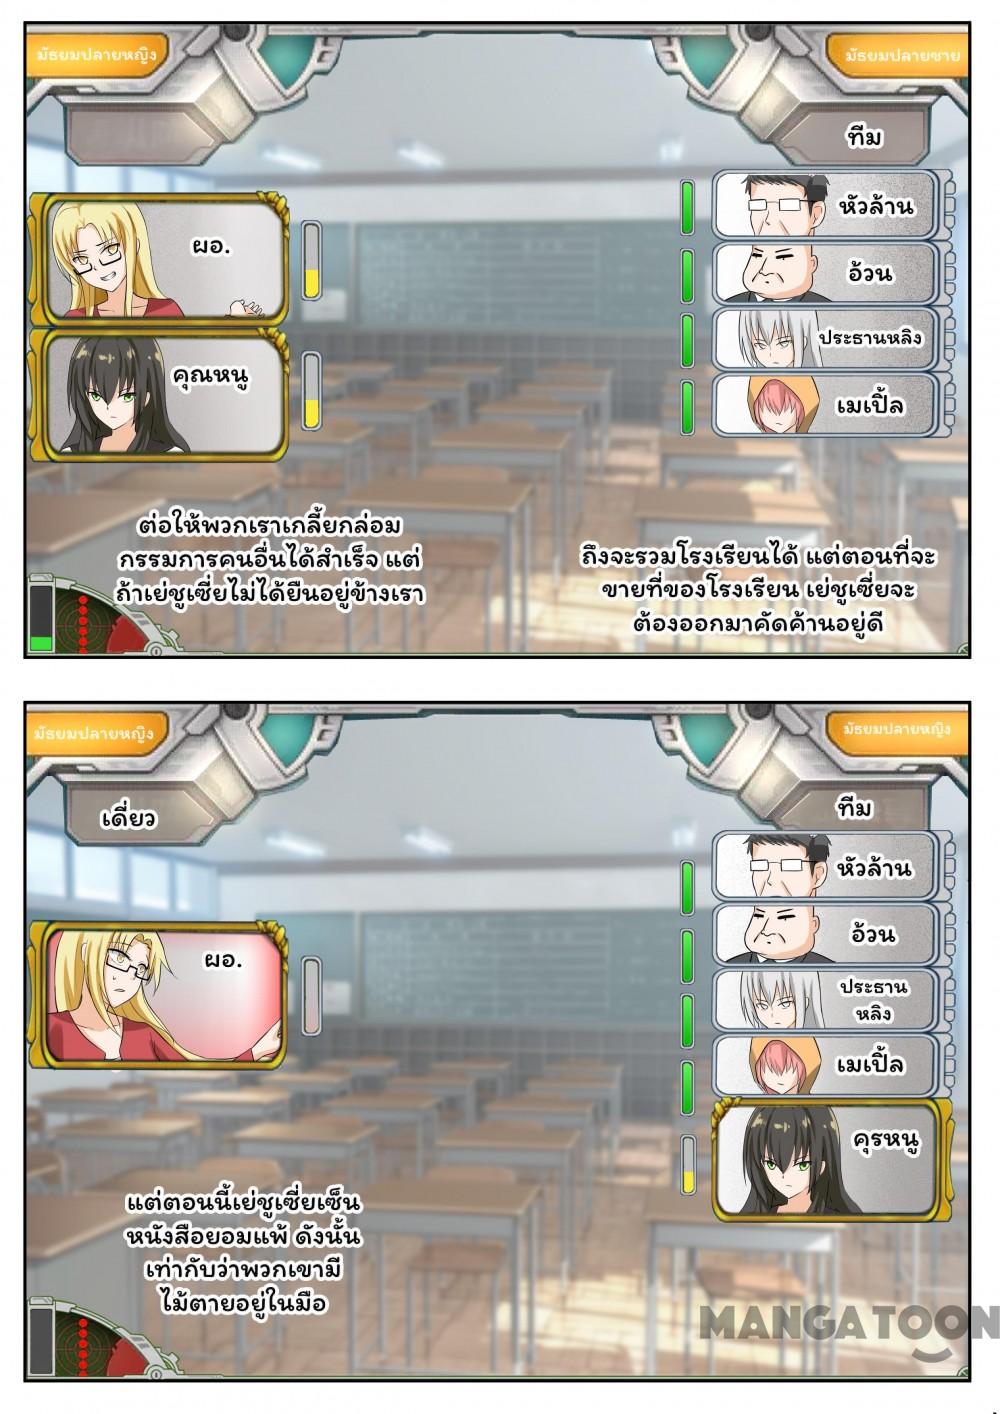 มัธยมปลายหญิง
มัธยมปลายชาย
ทีม
ผอ.
คุณหนู
หัวล้าน
อ้วน
ประธานหลิง
เมเปิ้ล
ต่อให้พวกเราเกลี้ยกล่อม
กรรมการคนอื่นได้สำเร็จ แต่
ถ้าเย่ชูเซี่ยไม่ได้ยืนอยู่ข้างเรา
ถึงจะรวมโรงเรียนได้ แต่ตอนที่จะ
ขายที่ของโรงเรียน เย่ชูเซี่ยจะ
ต้องออกมาคัดค้านอยู่ดี
มัธยมปลายหญิง
มัธยมปลายหญิง
เดี่ยว
ทีม
ผอ.
หัวล้าน
อ้วน
ประธาน
หลิง
เมเปิ้ล
คุรหนู
แต่ตอนนี้เย่ชูเซี่ยเซ็น
หนังสือยอมแพ้ ดังนั้น
เท่ากับว่าพวกเขามี
ไม้ตายอยู่ในมือ
MANGATOON